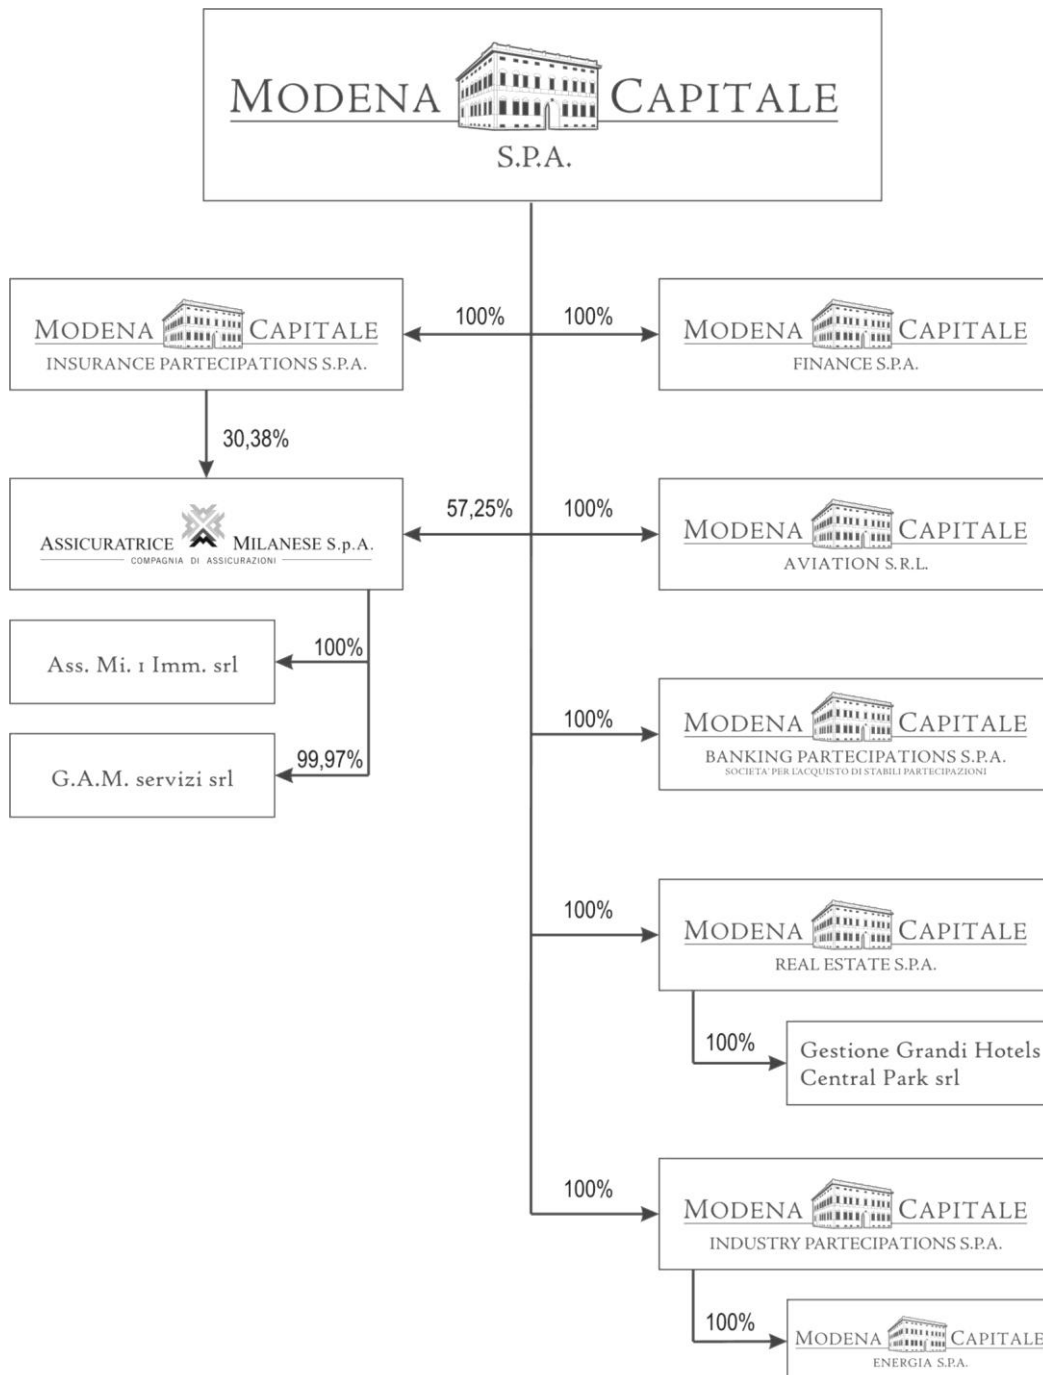 MODENA CAPITALE
S.P.A.
100% 100%
MODENA CAPITALE
INSURANCE PARTECIPATIONS S.P.A.
MODENA CAPITALE
FINANCE S.P.A.
30,38%
57,25% 100%
ASSICURATRICE MILANESE S.p.A.
COMPAGNIA DI ASSICURAZIONI
MODENA CAPITALE
AVIATION S.R.L.
100%
Ass. Mi. 1 Imm. srl
99,97%
G.A.M. servizi srl
100%
MODENA CAPITALE
BANKING PARTECIPATIONS S.P.A.
SOCIETA' PER L'ACQUISTO DI STABILI PARTECIPAZIONI
100%
MODENA CAPITALE
REAL ESTATE S.P.A.
100%
Gestione Grandi Hotels
Central Park srl
100%
MODENA CAPITALE
INDUSTRY PARTECIPATIONS S.P.A.
100%
MODENA CAPITALE
ENERGIA S.P.A.